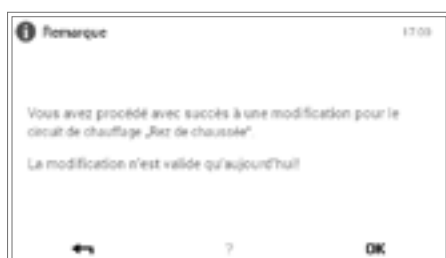 Remarque 17:03
Vous avez procédé avec succès à une modification pour le
circuit de chauffage „Rez de chaussée".
La modification n'est valide qu'aujourd'hui!
? OK